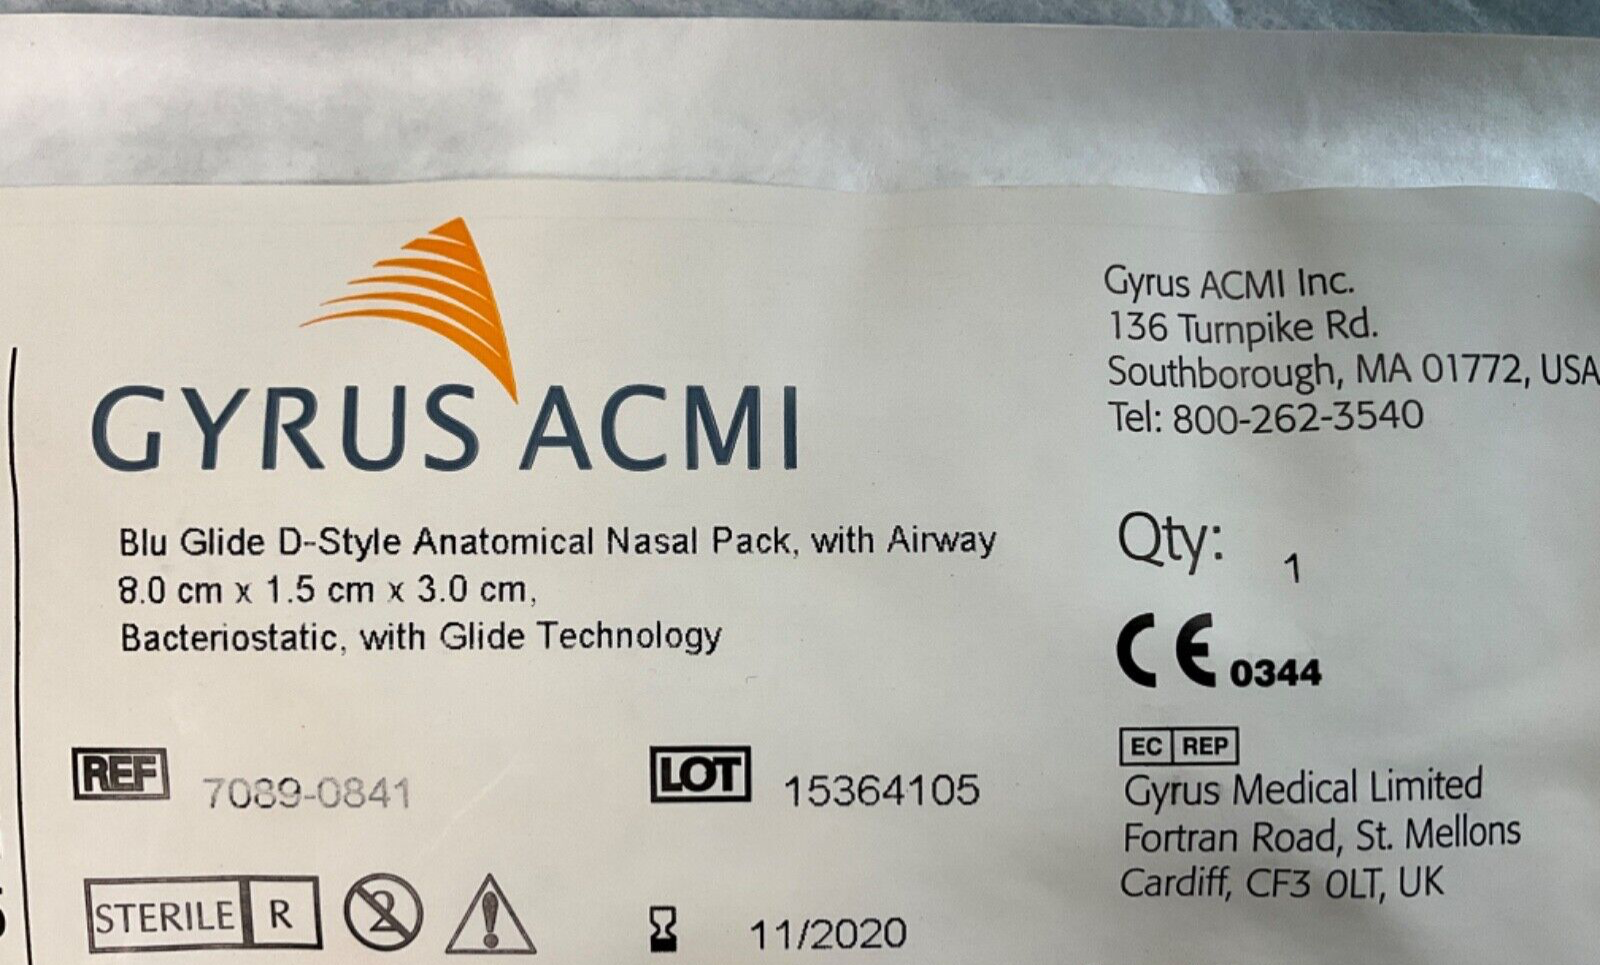 GYRUS ACMI
Blu Glide D-Style Anatomical Nasal Pack, with Airway
8.0 cm x 1.5 cm x 3.0 cm,
Bacteriostatic, with Glide Technology
REF 7089-0841
LOT 15364105
STERILE R 2
11/2020
Gyrus ACMI Inc.
136 Turnpike Rd.
Southborough, MA 01772, USA
Tel: 800-262-3540
Qty: 1
CE 0344
EC REP
Gyrus Medical Limited
Fortran Road, St. Mellons
Cardiff, CF3 0LT, UK